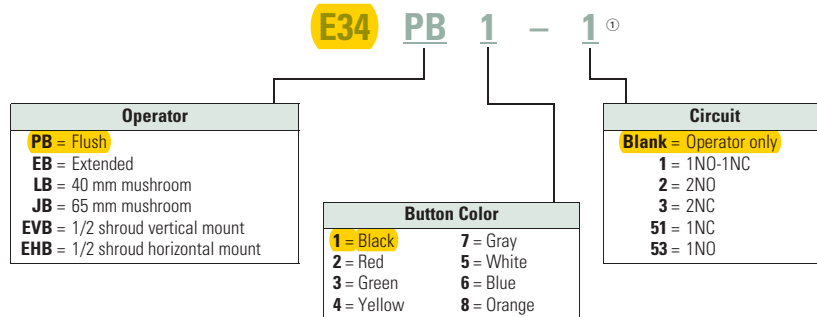 E34 PB 1 – 1 ①
Operator
PB = Flush
EB = Extended
LB = 40 mm mushroom
JB = 65 mm mushroom
EVB = 1/2 shroud vertical mount
EHB = 1/2 shroud horizontal mount
Button Color
1 = Black
2 = Red
3 = Green
4 = Yellow
7 = Gray
5 = White
6 = Blue
8 = Orange
Circuit
Blank = Operator only
1 = 1NO-1NC
2 = 2NO
3 = 2NC
51 = 1NC
53 = 1NO